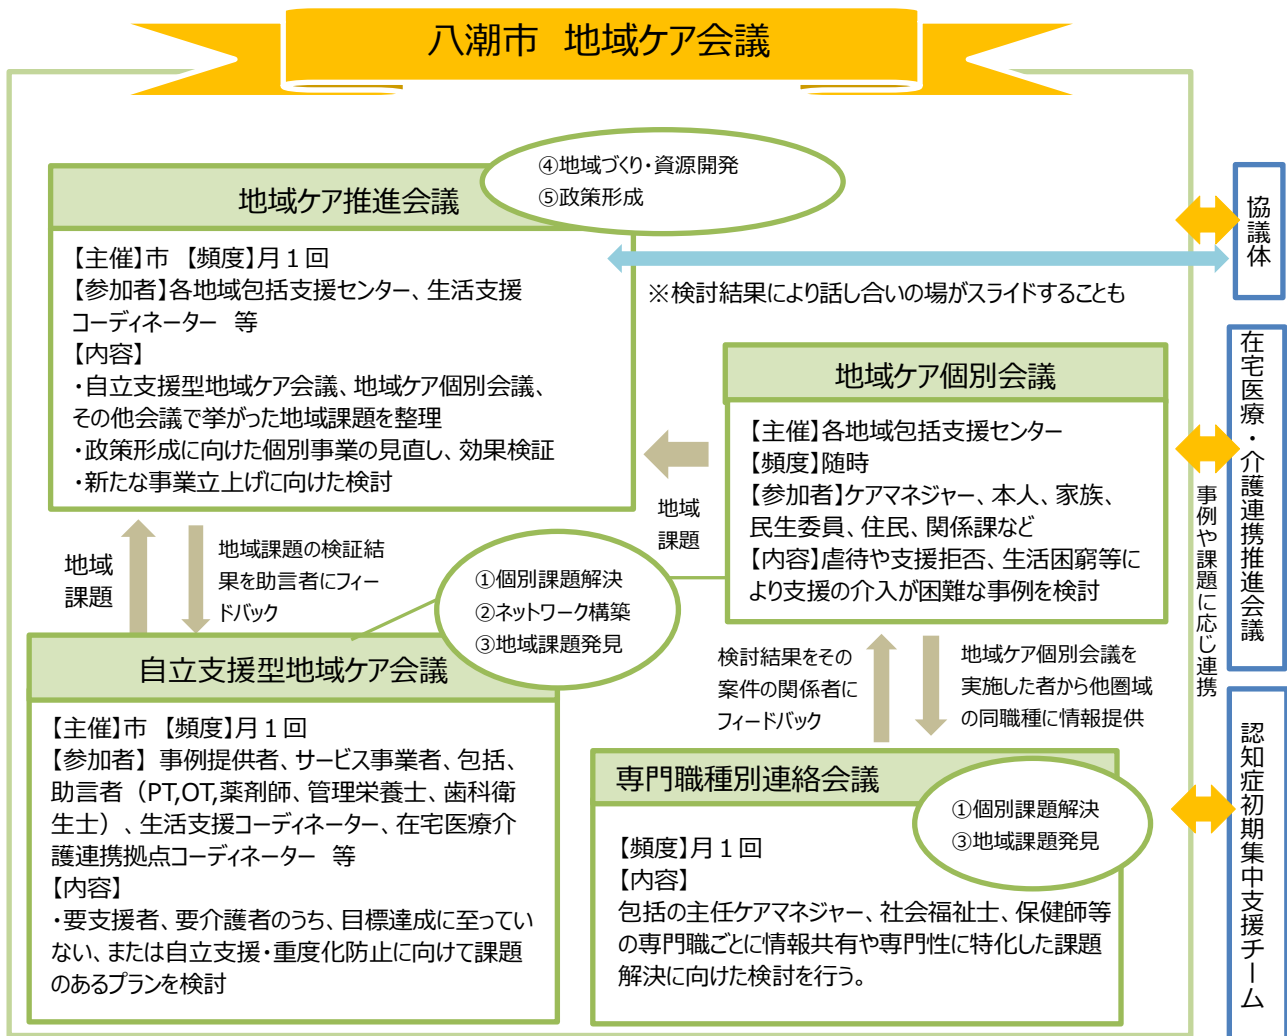 八潮市 地域ケア会議
④地域づくり・資源開発
⑤政策形成
地域ケア推進会議
【主催】市 【頻度】月１回
【参加者】各地域包括支援センター、生活支援
コーディネーター 等
【内容】
・自立支援型地域ケア会議、地域ケア個別会議、
その他会議で挙がった地域課題を整理
・政策形成に向けた個別事業の見直し、効果検証
・新たな事業立上げに向けた検討
※検討結果により話し合いの場がスライドすることも
協議体
地域ケア個別会議
【主催】各地域包括支援センター
【頻度】随時
【参加者】ケアマネジャー、本人、家族、
民生委員、住民、関係課など
【内容】虐待や支援拒否、生活困窮等に
より支援の介入が困難な事例を検討
地域
課題
在宅医療・介護連携推進会議
事例や課題に応じ連携
地域
課題
地域課題の検証結
果を助言者にフィー
ドバック
①個別課題解決
②ネットワーク構築
③地域課題発見
自立支援型地域ケア会議
【主催】市 【頻度】月１回
【参加者】 事例提供者、サービス事業者、包括、
助言者（PT,OT,薬剤師、管理栄養士、歯科衛
生士）、生活支援コーディネーター、在宅医療介
護連携拠点コーディネーター 等
【内容】
・要支援者、要介護者のうち、目標達成に至ってい
ない、または自立支援・重度化防止に向けて課題
のあるプランを検討
検討結果をその
案件の関係者に
フィードバック
地域ケア個別会議を
実施した者から他圏域
の同職種に情報提供
専門職種別連絡会議
①個別課題解決
③地域課題発見
【頻度】月１回
【内容】
包括の主任ケアマネジャー、社会福祉士、保健師等
の専門職ごとに情報共有や専門性に特化した課題
解決に向けた検討を行う。
認知症初期集中支援チーム